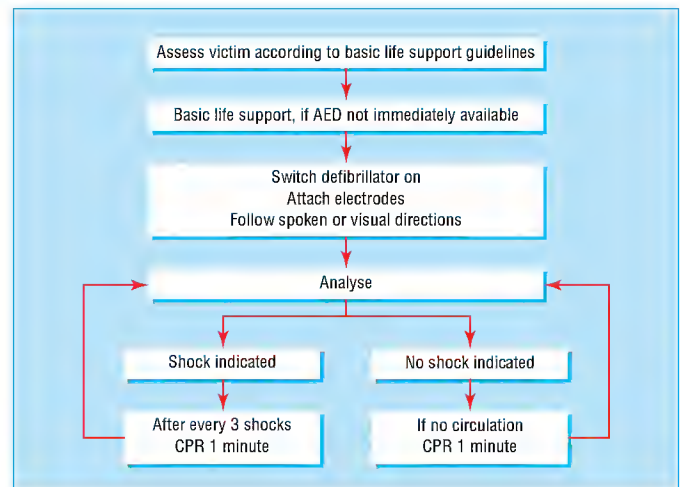 Assess victim according to basic life support guidelines
Basic life support, if AED not immediately available
Switch defibrillator on
Attach electrodes
Follow spoken or visual directions
Analyse
Shock indicated
No shock indicated
After every 3 shocks
CPR 1 minute
If no circulation
CPR 1 minute